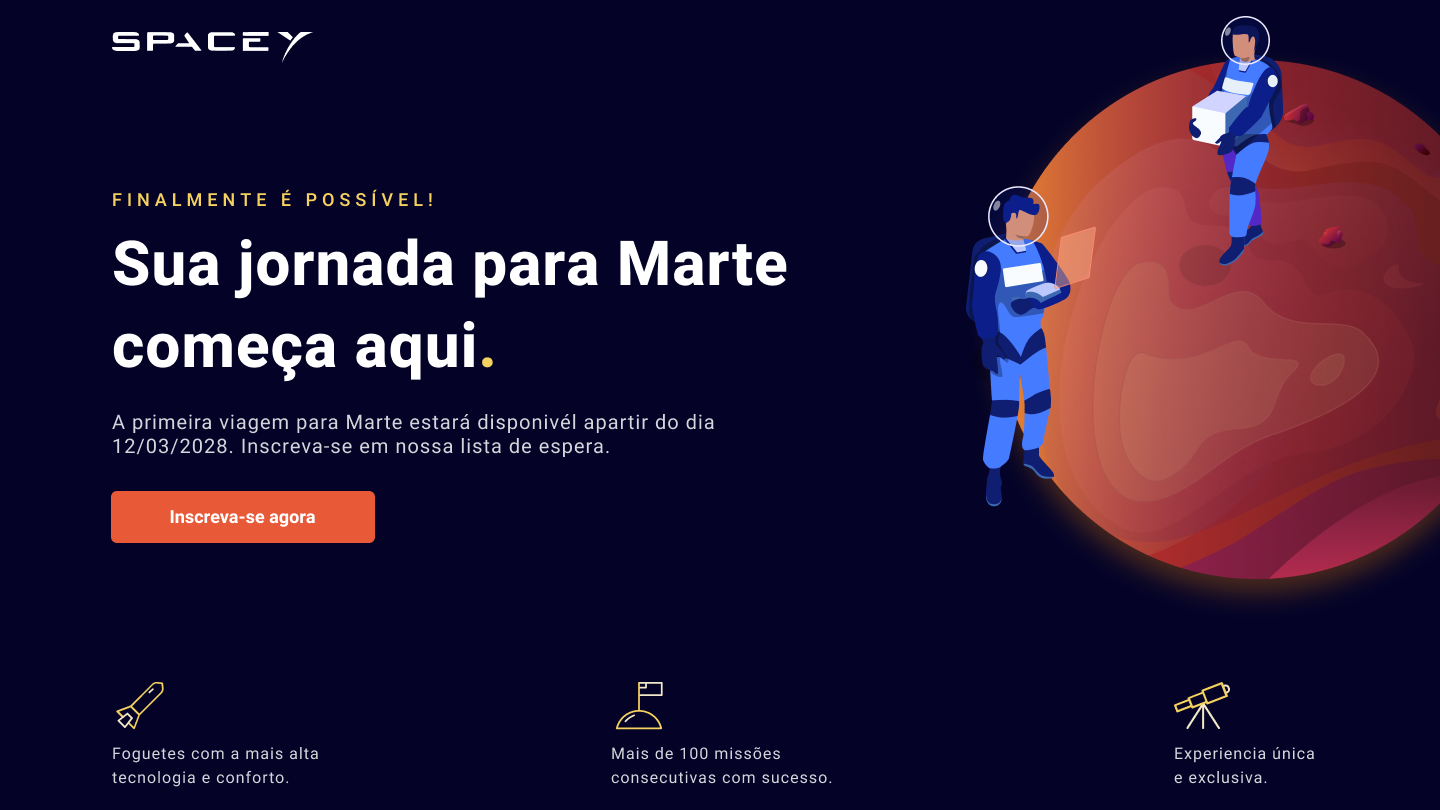 SPACEY
FINALMENTE É POSSÍVEL!
Sua jornada para Marte
começa aqui.
A primeira viagem para Marte estará disponivél apartir do dia
12/03/2028. Inscreva-se em nossa lista de espera.
Inscreva-se agora
Foguetes com a mais alta
tecnologia e conforto.
Mais de 100 missões
consecutivas com sucesso.
Experiencia única
e exclusiva.